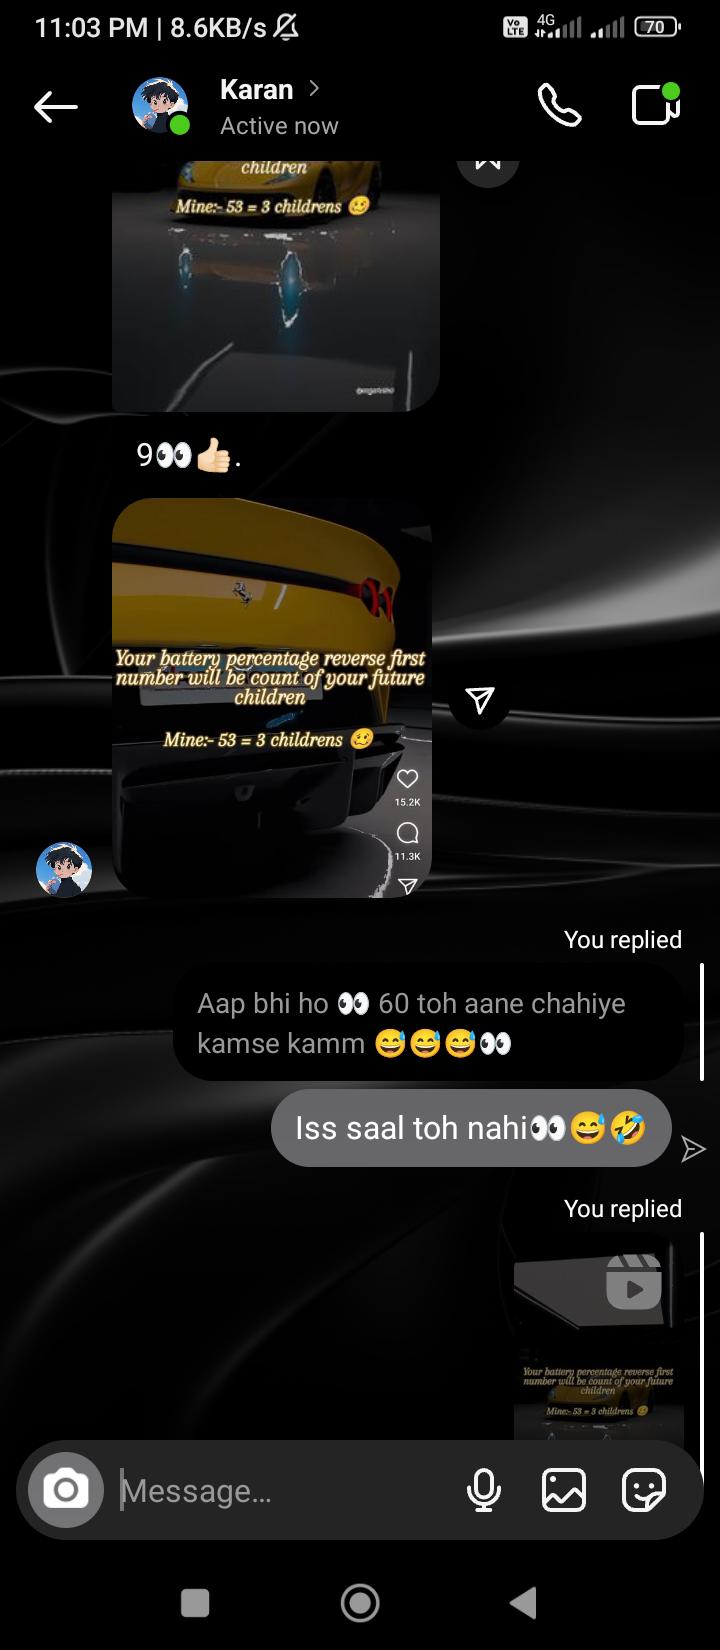 11:03 PM | 8.6KB/s
Vo LTE 4G 70
Karan
Active now
children
Mine:- 53 = 3 childrens 🥴
9👀👍🏻.
Your battery percentage reverse first
number will be count of your future
children
Mine:- 53 = 3 childrens 🥴
15.2K
11.3K
You replied
Aap bhi ho 👀 60 toh aane chahiye
kamse kamm 😅😅😅👀
Iss saal toh nahi👀😅🤣
You replied
Your battery percentage reverse first
number will be count of your future
children
Mine:- 53 = 3 childrens 🥴
Message...